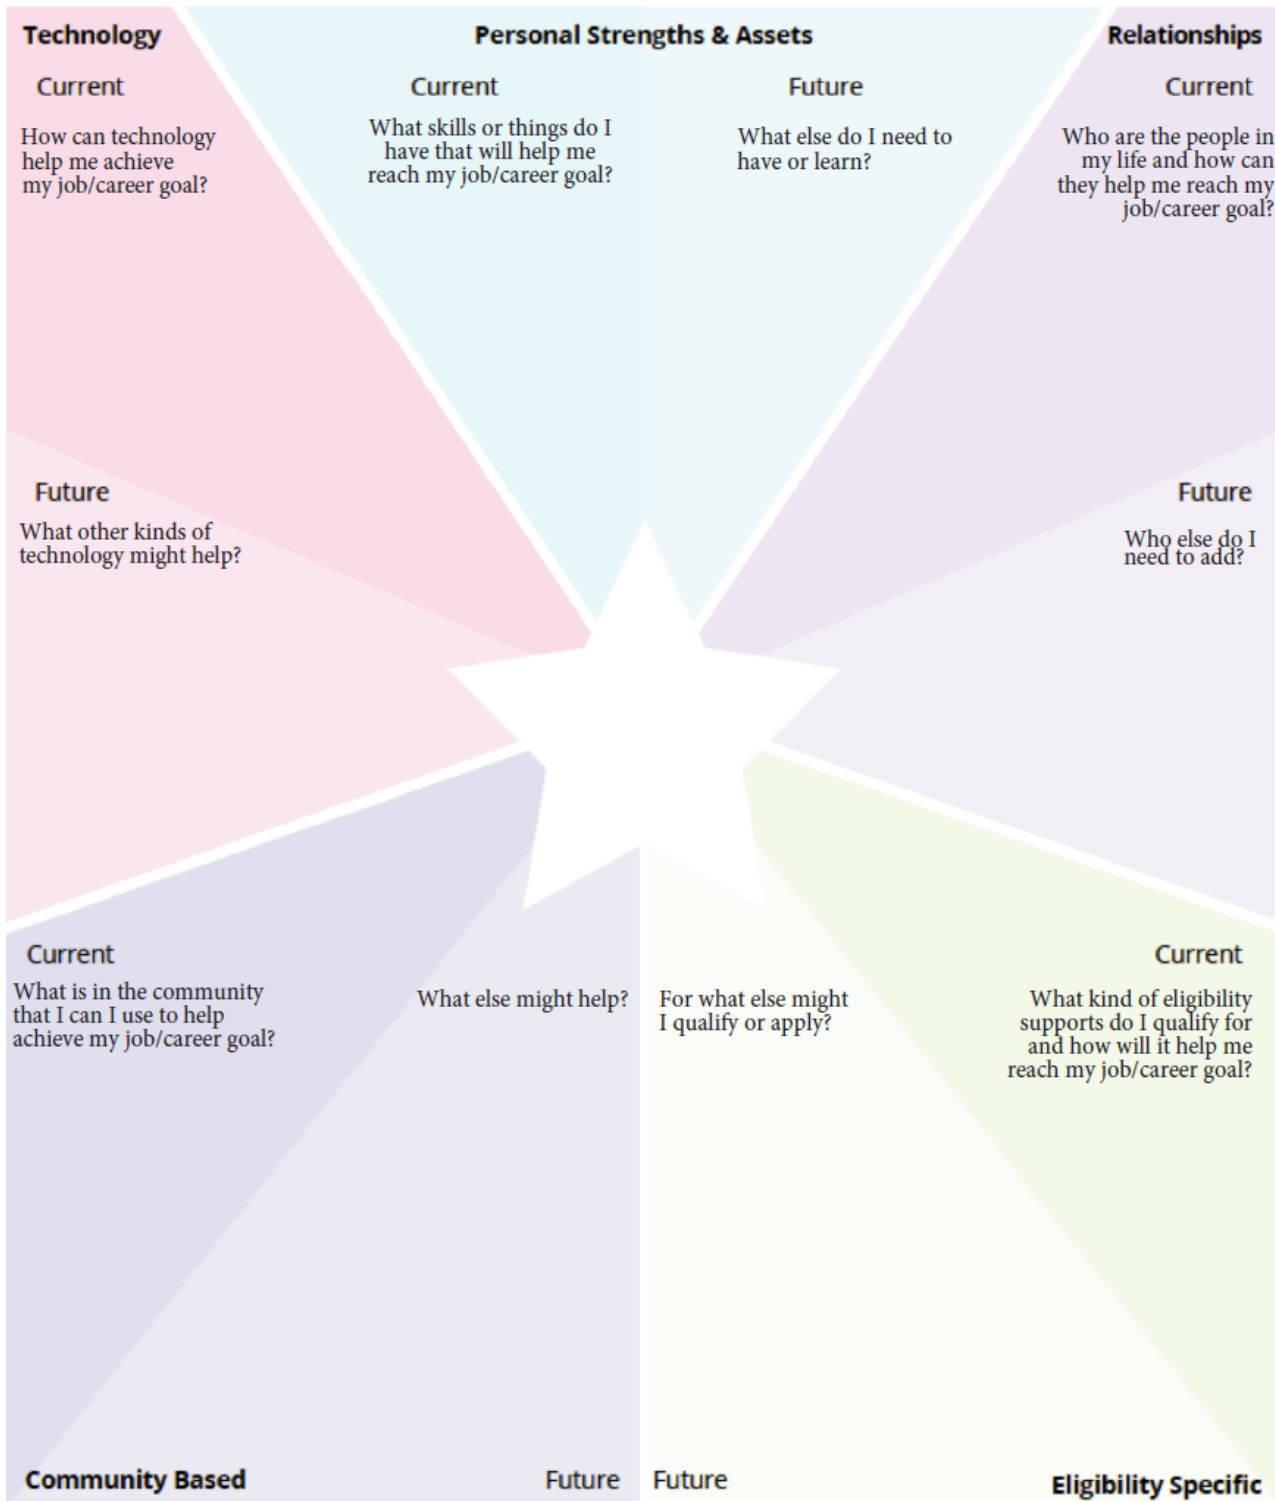 Technology
Current
How can technology
help me achieve
my job/career goal?
Future
What other kinds of
technology might help?
Personal Strengths & Assets
Current
What skills or things do I
have that will help me
reach my job/career goal?
Future
What else do I need to
have or learn?
Relationships
Current
Who are the people in
my life and how can
they help me reach my
job/career goal?
Future
Who else do I
need to add?
Current
What is in the community
that I can I use to help
achieve my job/career goal?
What else might help?
Community Based
Future
For what else might
I qualify or apply?
Future
Current
What kind of eligibility
supports do I qualify for
and how will it help me
reach my job/career goal?
Eligibility Specific